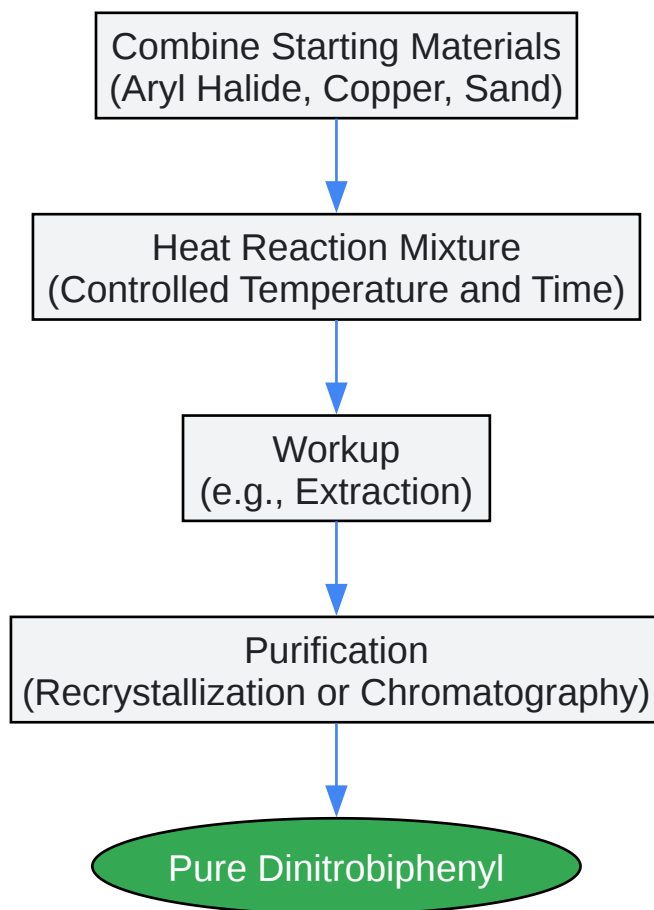 Combine Starting Materials
(Aryl Halide, Copper, Sand)
Heat Reaction Mixture
(Controlled Temperature and Time)
Workup
(e.g., Extraction)
Purification
(Recrystallization or Chromatography)
Pure Dinitrobiphenyl